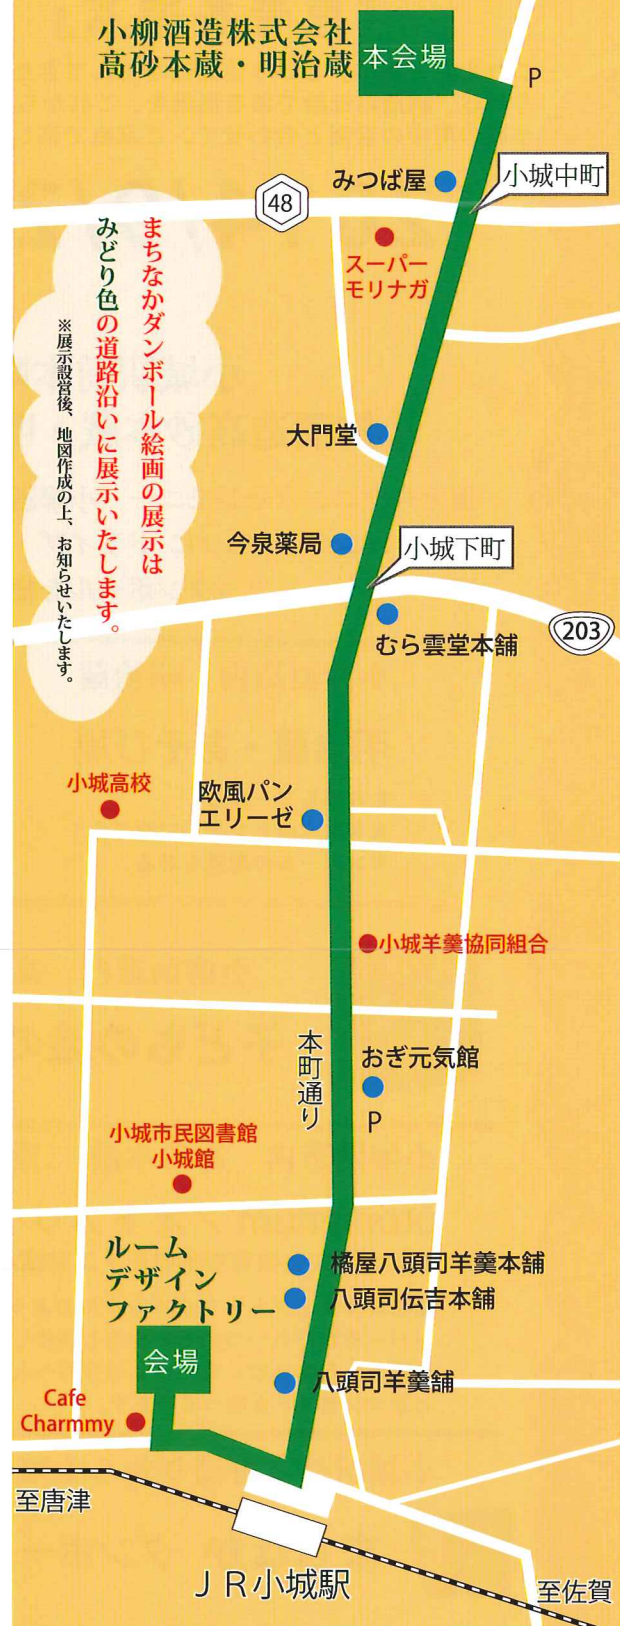 小柳酒造株式会社
高砂本蔵・明治蔵
本会場
P
みつば屋
小城中町
48
スーパー
モリナガ
まちなかダンボール絵画の展示は
みどり色の道路沿いに展示いたします。
※展示設営後、地図作成の上、お知らせいたします。
大門堂
今泉薬局
小城下町
むら雲堂本舗
203
小城高校
欧風パン
エリーゼ
小城羊羹協同組合
本町通り
おぎ元気館
P
小城市民図書館
小城館
ルーム
デザイン
ファクトリー
橘屋八頭司羊羹本舗
八頭司伝吉本舗
会場
八頭司羊羹舗
Cafe
Charmmy
至唐津
ＪＲ小城駅
至佐賀